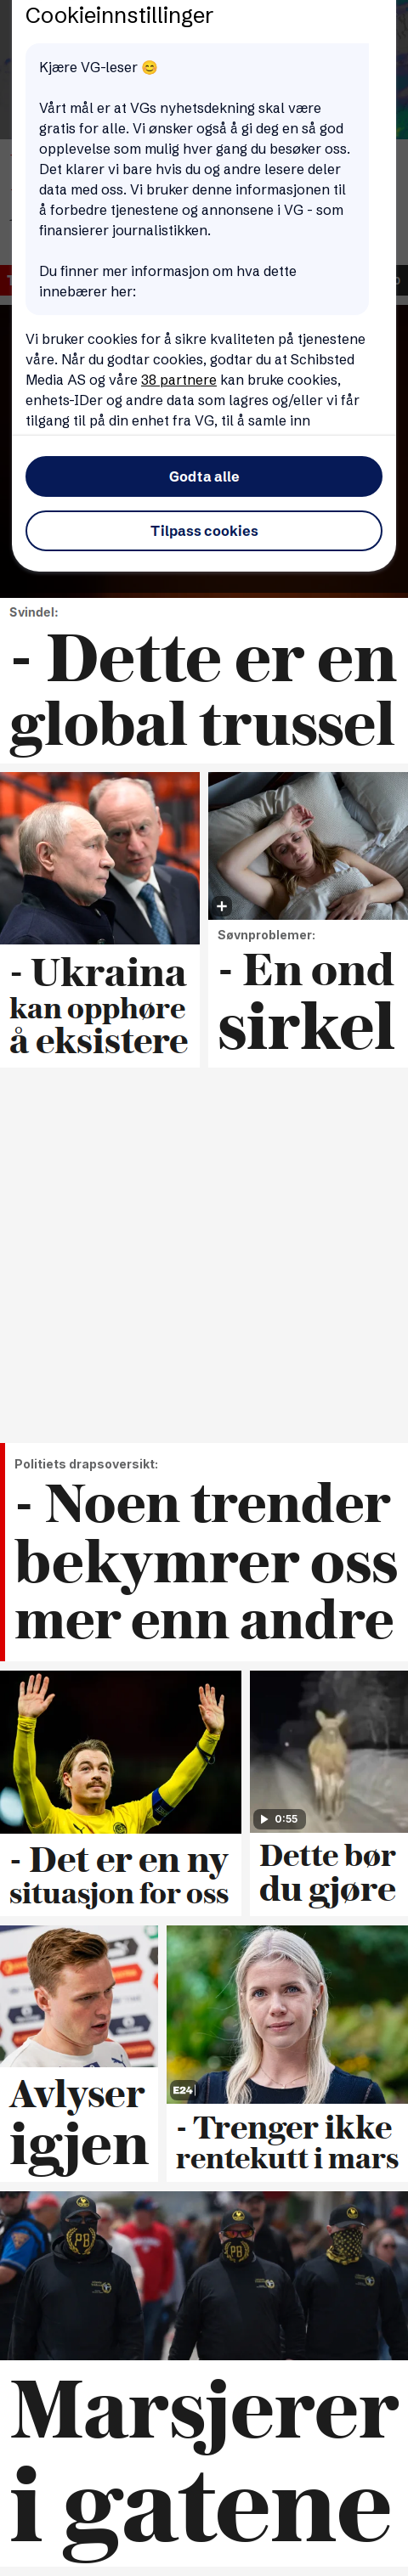 Cookieinnstillinger
Kjære VG-leser 😊
Vårt mål er at VGs nyhetsdekning skal være
gratis for alle. Vi ønsker også å gi deg en så god
opplevelse som mulig hver gang du besøker oss.
Det klarer vi bare hvis du og andre lesere deler
data med oss. Vi bruker denne informasjonen til
å forbedre tjenestene og annonsene i VG - som
finansierer journalistikken.
Du finner mer informasjon om hva dette
innebærer her:
Vi bruker cookies for å sikre kvaliteten på tjenestene
våre. Når du godtar cookies, godtar du at Schibsted
Media AS og våre 38 partnere kan bruke cookies,
enhets-IDer og andre data som lagres og/eller vi får
tilgang til på din enhet fra VG, til å samle inn
Godta alle
Tilpass cookies
Svindel:
- Dette er en
global trussel
- Ukraina
kan opphøre
å eksistere
Søvnproblemer:
- En ond
sirkel
Politiets drapsoversikt:
- Noen trender
bekymrer oss
mer enn andre
- Det er en ny
situasjon for oss
0:55
Dette bør
du gjøre
Avlyser
igjen
E24
- Trenger ikke
rentekutt i mars
PB
Marsjerer
i gatene